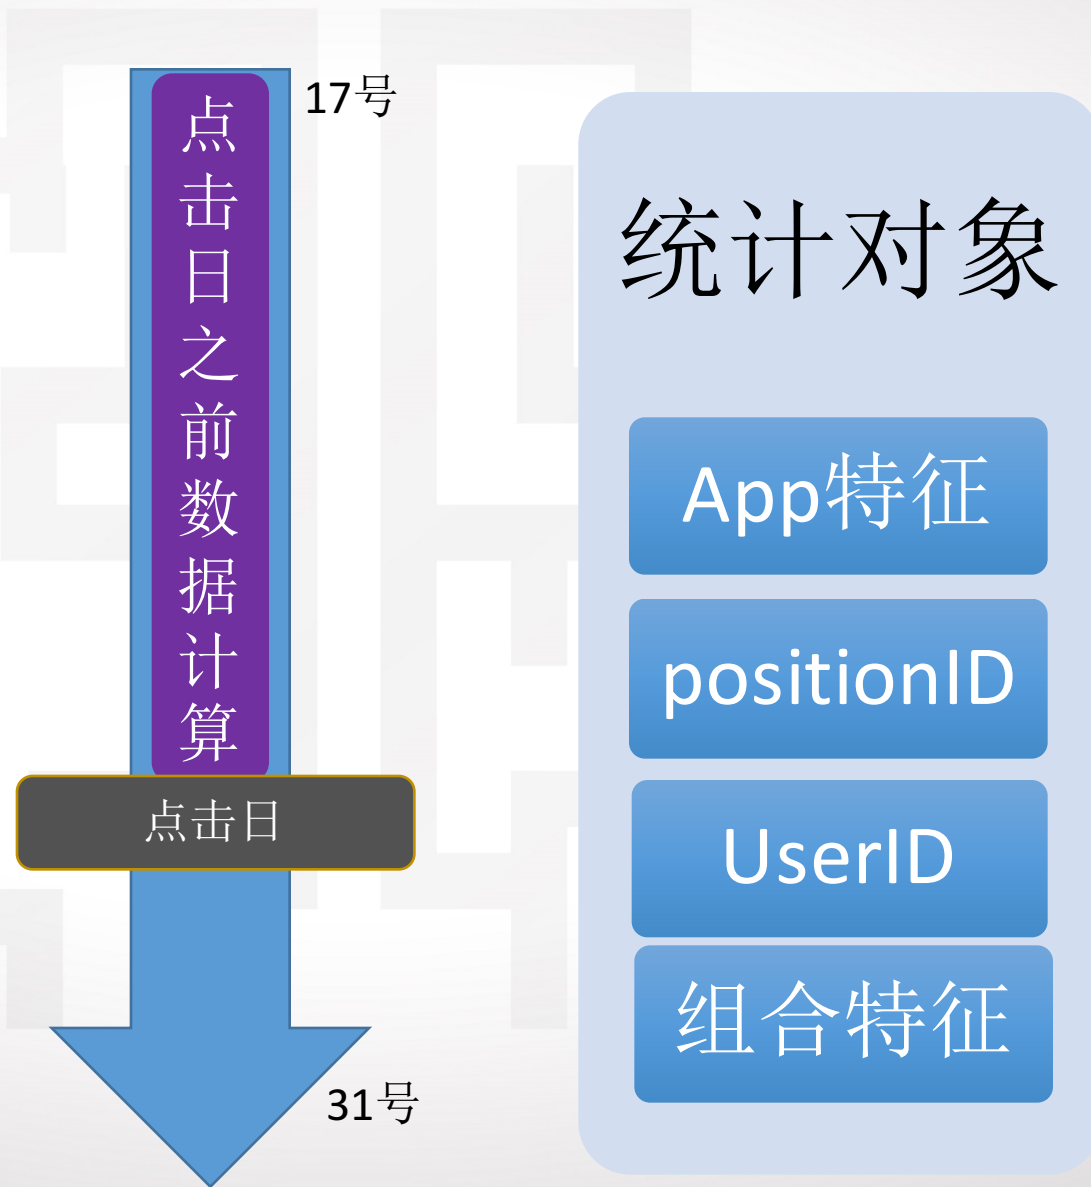 17号
点击日之前数据计算
点击日
31号
统计对象
App特征
positionID
UserID
组合特征